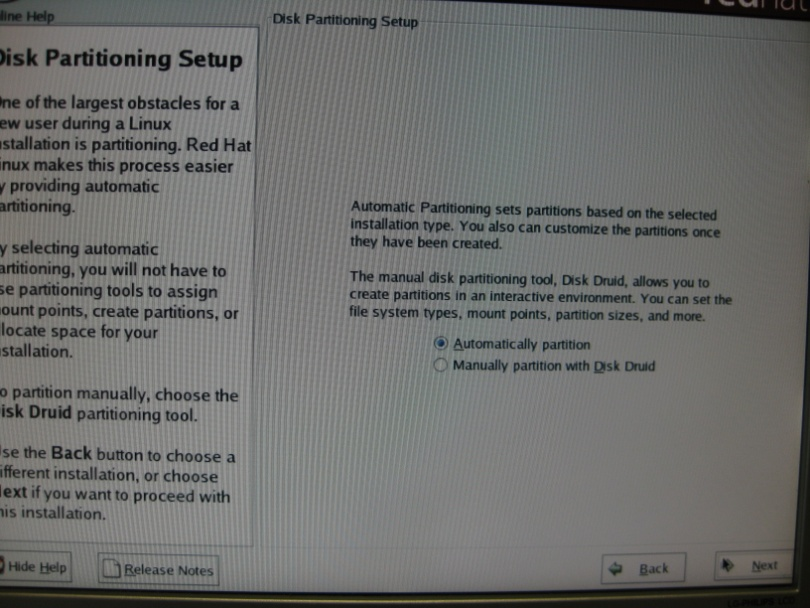 line Help
Disk Partitioning Setup
Disk Partitioning Setup
ne of the largest obstacles for a
ew user during a Linux
stallation is partitioning. Red Hat
inux makes this process easier
y providing automatic
artitioning.
y selecting automatic
artitioning, you will not have to
se partitioning tools to assign
ount points, create partitions, or
locate space for your
stallation.
o partition manually, choose the
isk Druid partitioning tool.
se the Back button to choose a
ifferent installation, or choose
ext if you want to proceed with
his installation.
Automatic Partitioning sets partitions based on the selected
installation type. You also can customize the partitions once
they have been created.
The manual disk partitioning tool, Disk Druid, allows you to
create partitions in an interactive environment. You can set the
file system types, mount points, partition sizes, and more.
Automatically partition
Manually partition with Disk Druid
Hide Help
Release Notes
Back
Next